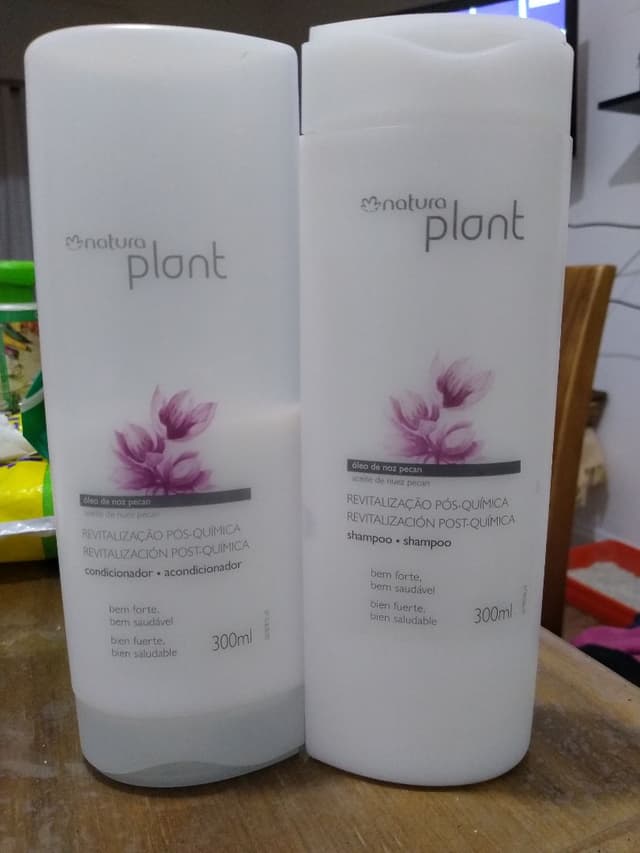 natura
plant
óleo de noz pecan
aceite de nuez pecan
REVITALIZAÇÃO PÓS-QUÍMICA
REVITALIZACIÓN POST-QUÍMICA
condicionador • acondicionador
bem forte,
bem saudável
bien fuerte,
bien saludable
300ml
natura
plant
óleo de noz pecan
aceite de nuez pecan
REVITALIZAÇÃO PÓS-QUÍMICA
REVITALIZACIÓN POST-QUÍMICA
shampoo • shampoo
bem forte,
bem saudável
bien fuerte,
bien saludable
300ml